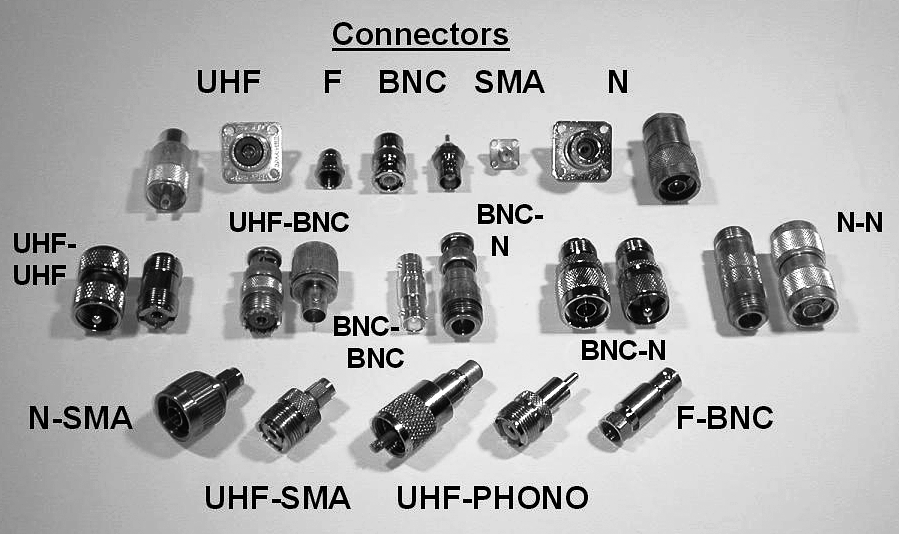 Connectors
UHF F BNC SMA N
UHF-BNC
BNC-
N
N-N
UHF-
UHF
BNC-
BNC
BNC-N
N-SMA
F-BNC
UHF-SMA UHF-PHONO